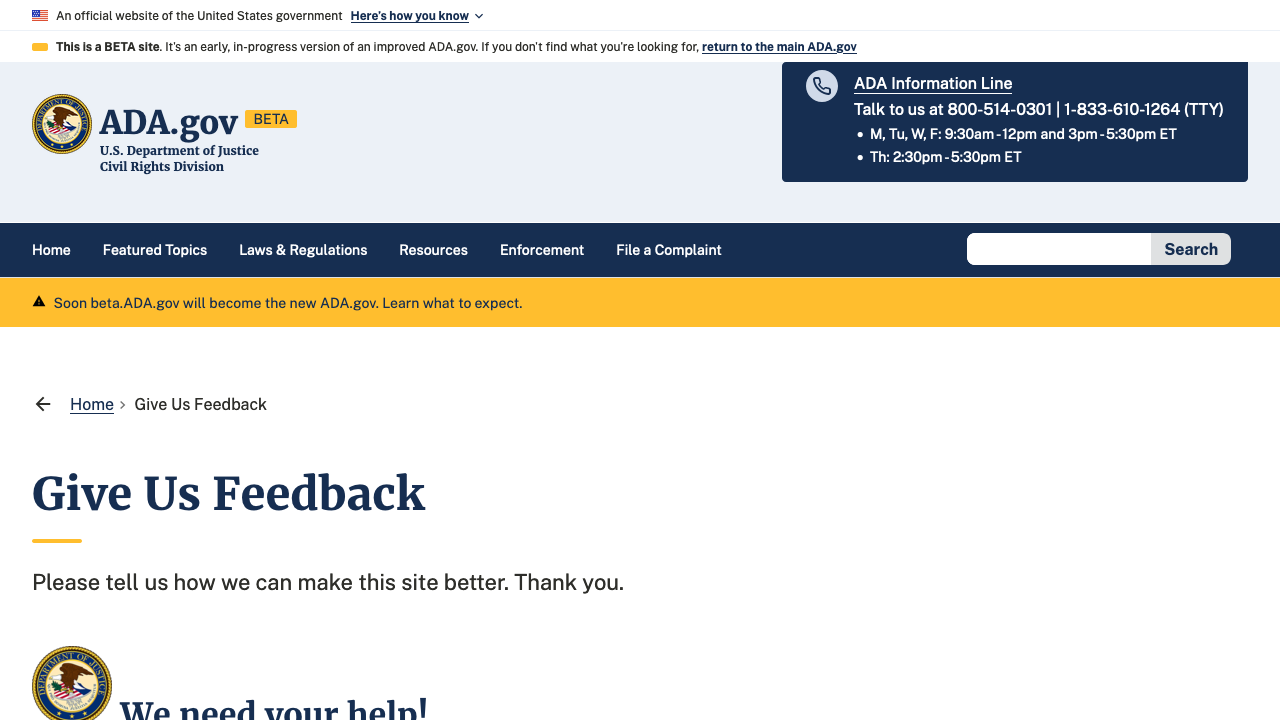 An official website of the United States government Here's how you know
This is a BETA site. It's an early, in-progress version of an improved ADA.gov. If you don't find what you're looking for, return to the main ADA.gov
ADA.gov BETA
U.S. Department of Justice
Civil Rights Division
ADA Information Line
Talk to us at 800-514-0301 | 1-833-610-1264 (TTY)
• M, Tu, W, F: 9:30am-12pm and 3pm-5:30pm ET
• Th: 2:30pm-5:30pm ET
Home Featured Topics Laws & Regulations Resources Enforcement File a Complaint Search
Soon beta.ADA.gov will become the new ADA.gov. Learn what to expect.
Home › Give Us Feedback
Give Us Feedback
Please tell us how we can make this site better. Thank you.
We need your help!